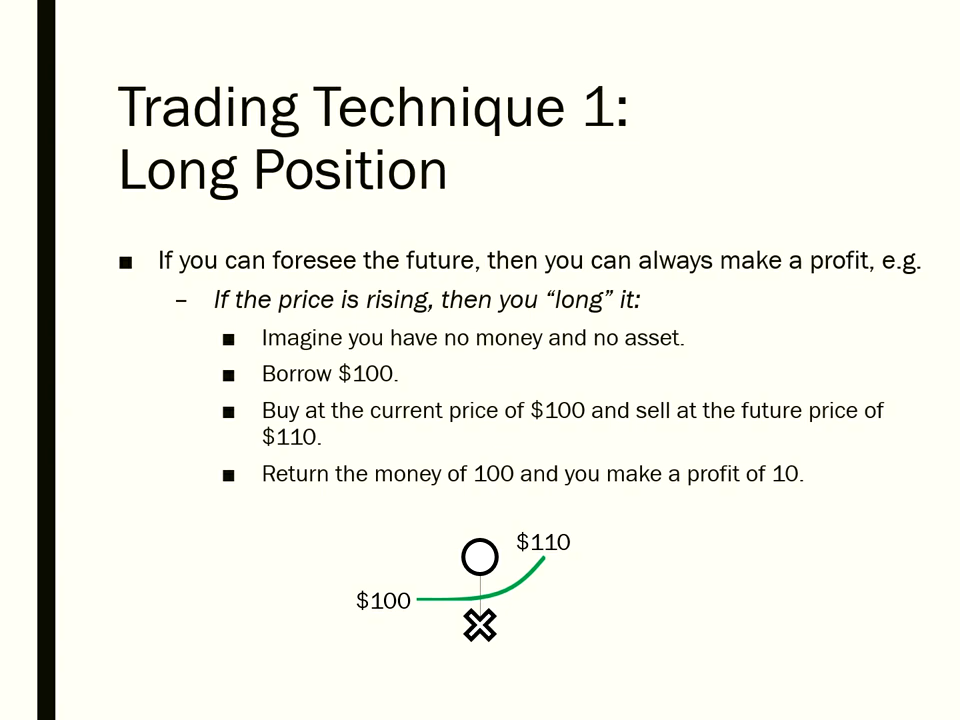 Trading Technique 1:
Long Position
■ If you can foresee the future, then you can always make a profit, e.g.
– If the price is rising, then you “long” it:
■ Imagine you have no money and no asset.
■ Borrow $100.
■ Buy at the current price of $100 and sell at the future price of
$110.
■ Return the money of 100 and you make a profit of 10.
$110
$100